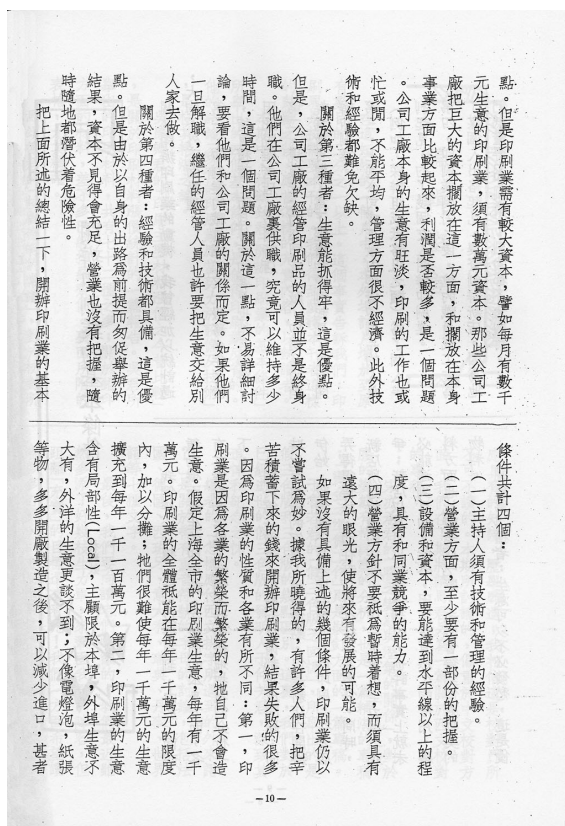 點。但是印刷業需有較大資本，譬如每月有數千
元生意的印刷業，須有數萬元資本。那些公司工
廠把巨大的資本擱放在這一方面，和擱放在本身
事業方面比較起來，利潤是否較多，是一個問題
。公司工廠本身的生意有旺淡，印刷的工作也或
忙或閒，不能平均，管理方面很不經濟。此外技
術和經驗都難免欠缺。
關於第三種者：生意能抓得牢，這是優點。
但是，公司工廠的經管印刷品的人員並不是終身
職。他們在公司工廠裏供職，究竟可以維持多少
時間，這是一個問題。關於這一點，不易詳細討
論，要看他們和公司工廠的關係而定。如果他們
一旦解職，繼任的經管人員也許要把生意交給別
人家去做。
關於第四種者：經驗和技術都具備，這是優
點。但是由於以自身的出路爲前提而匆促舉辦的
結果，資本不見得會充足，營業也沒有把握，隨
時隨地都潛伏着危險性。
把上面所述的總結一下，開辦印刷業的基本
條件共計四個：
(一)主持人須有技術和管理的經驗。
(二)營業方面，至少要有一部份的把握。
(三)設備和資本，要能達到水平線以上的程
度，具有和同業競爭的能力。
(四)營業方針不要祇爲暫時着想，而須具有
遠大的眼光，使將來有發展的可能。
如果沒有具備上述的幾個條件，印刷業仍以
不嘗試爲妙。據我所曉得的，有許多人們，把辛
苦積蓄下來的錢來開辦印刷業，結果失敗的很多
。因爲印刷業的性質和各業有所不同：第一，印
刷業是因爲各業的繁榮而繁榮的，牠自己不會造
生意。假定上海全市的印刷業生意，每年有一千
萬元。印刷業的全體祇能在每年一千萬元的限度
內，加以分攤；牠們很難使每年一千萬元的生意
擴充到每年一千一百萬元。第二，印刷業的生意
含有局部性(Local)，主顧限於本埠，外埠生意不
大有，外洋的生意更談不到；不像電燈泡，紙張
等物，多多開廠製造之後，可以減少進口，甚者
—10—